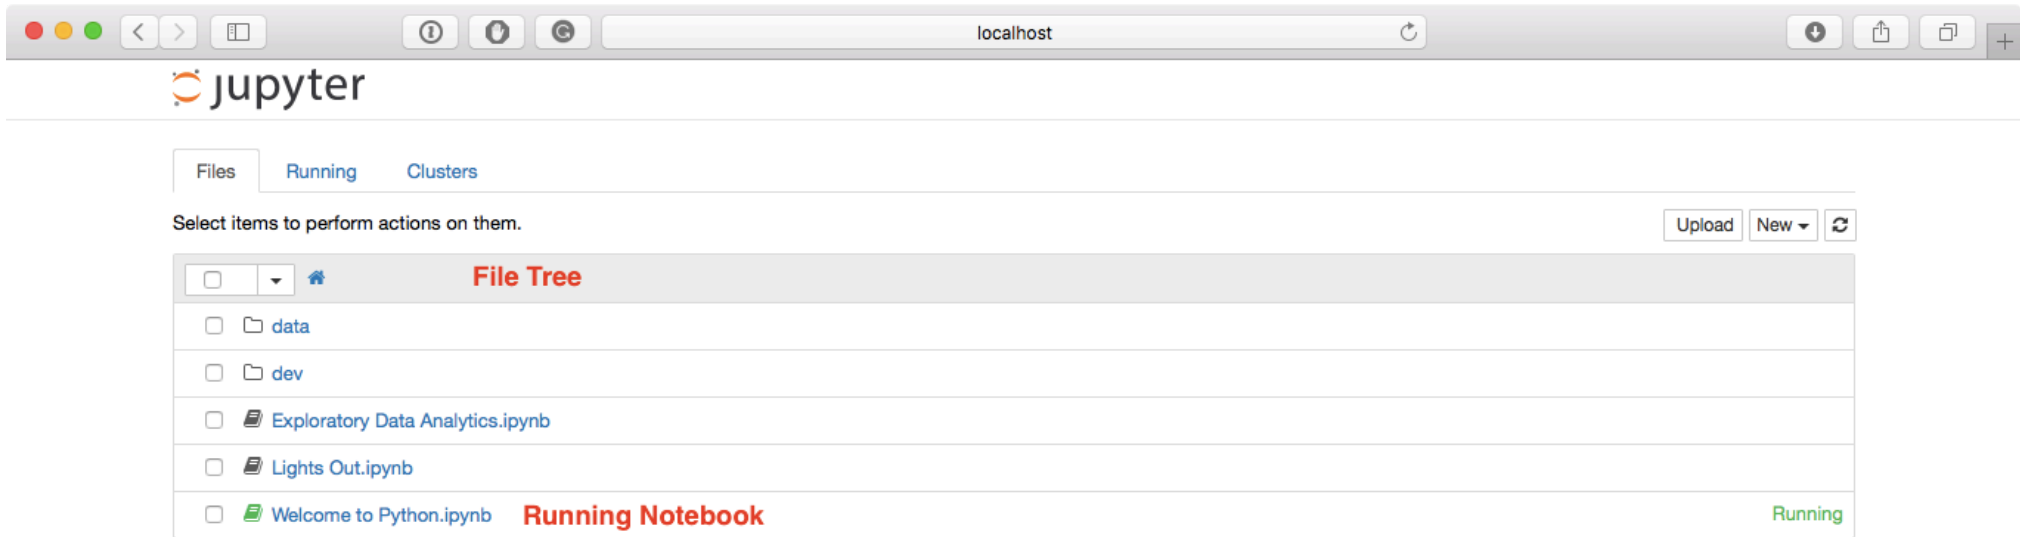 localhost
jupyter
Files Running Clusters
Select items to perform actions on them. Upload New
File Tree
data
dev
Exploratory Data Analytics.ipynb
Lights Out.ipynb
Welcome to Python.ipynb Running Notebook Running